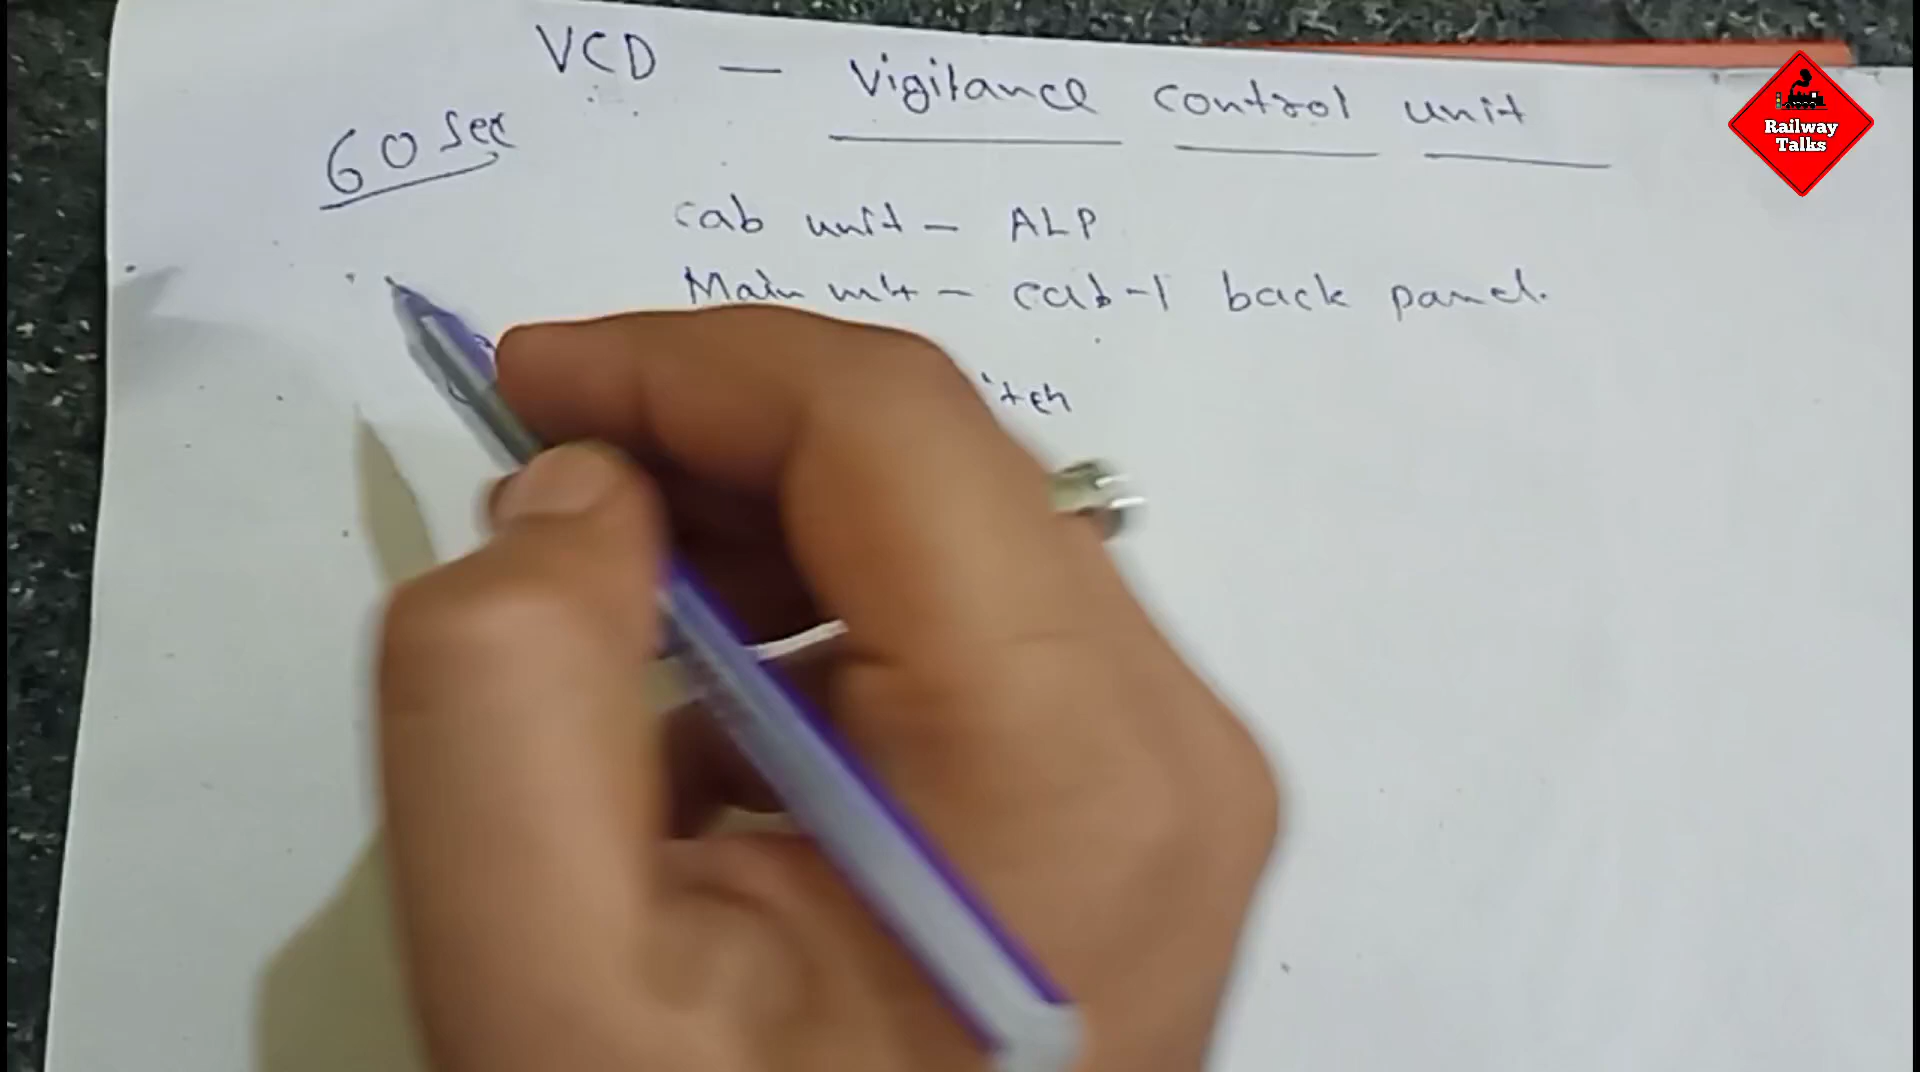 VCD — Vigilance control unit
60 Sec
cab unit — ALP
Main unit — cab-1 back panel.
Railway
Talks